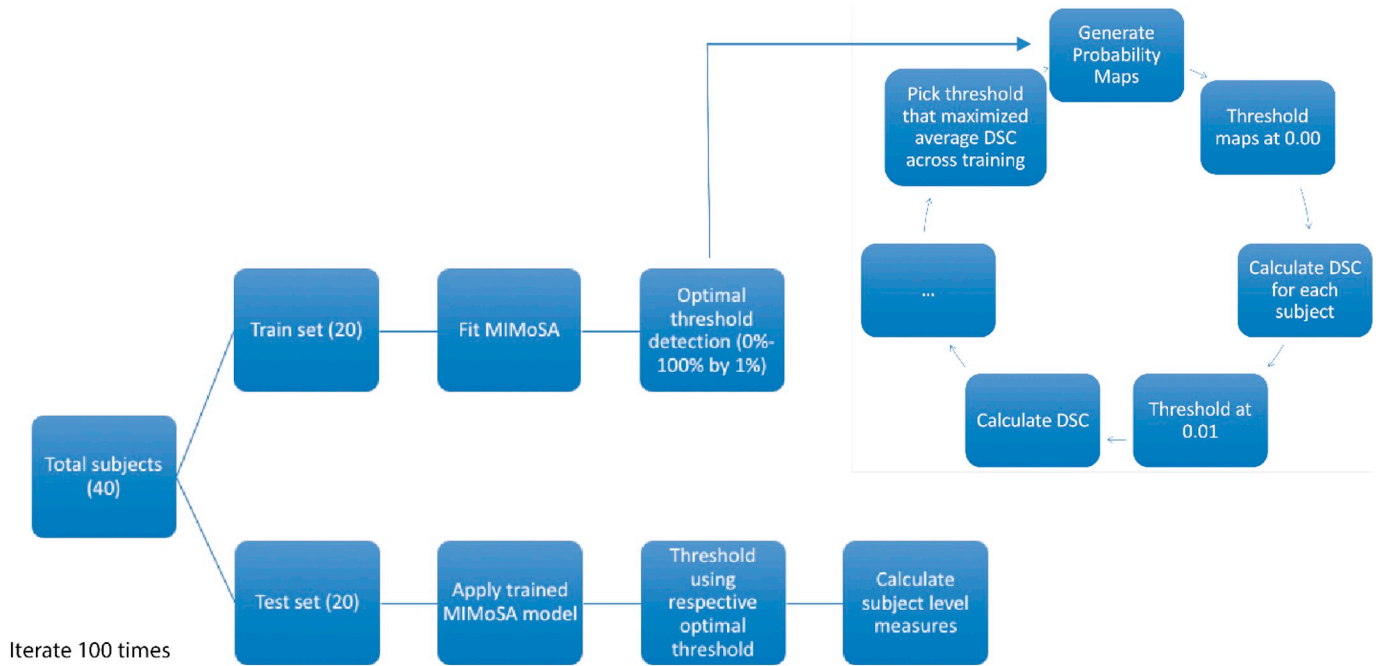 Generate
Probability
Maps
Pick threshold
that maximized
average DSC
across training
Threshold
maps at 0.00
...
Calculate DSC
for each
subject
Calculate DSC
Threshold at
0.01
Train set (20)
Fit MIMoSA
Optimal
threshold
detection (0%-
100% by 1%)
Total subjects
(40)
Test set (20)
Apply trained
MIMoSA model
Threshold
using
respective
optimal
threshold
Calculate
subject level
measures
Iterate 100 times